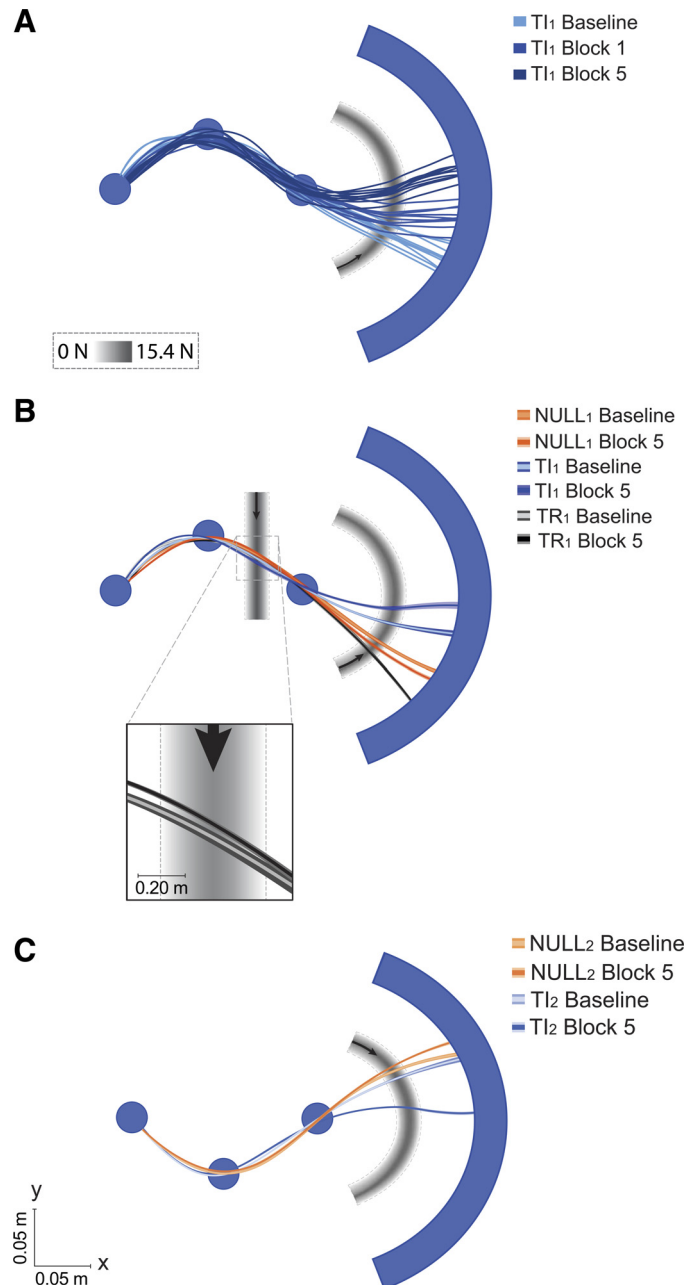 A
TI1 Baseline
TI1 Block 1
TI1 Block 5
0 N 15.4 N
B
NULL1 Baseline
NULL1 Block 5
TI1 Baseline
TI1 Block 5
TR1 Baseline
TR1 Block 5
0.20 m
C
NULL2 Baseline
NULL2 Block 5
TI2 Baseline
TI2 Block 5
y
0.05 m
x
0.05 m